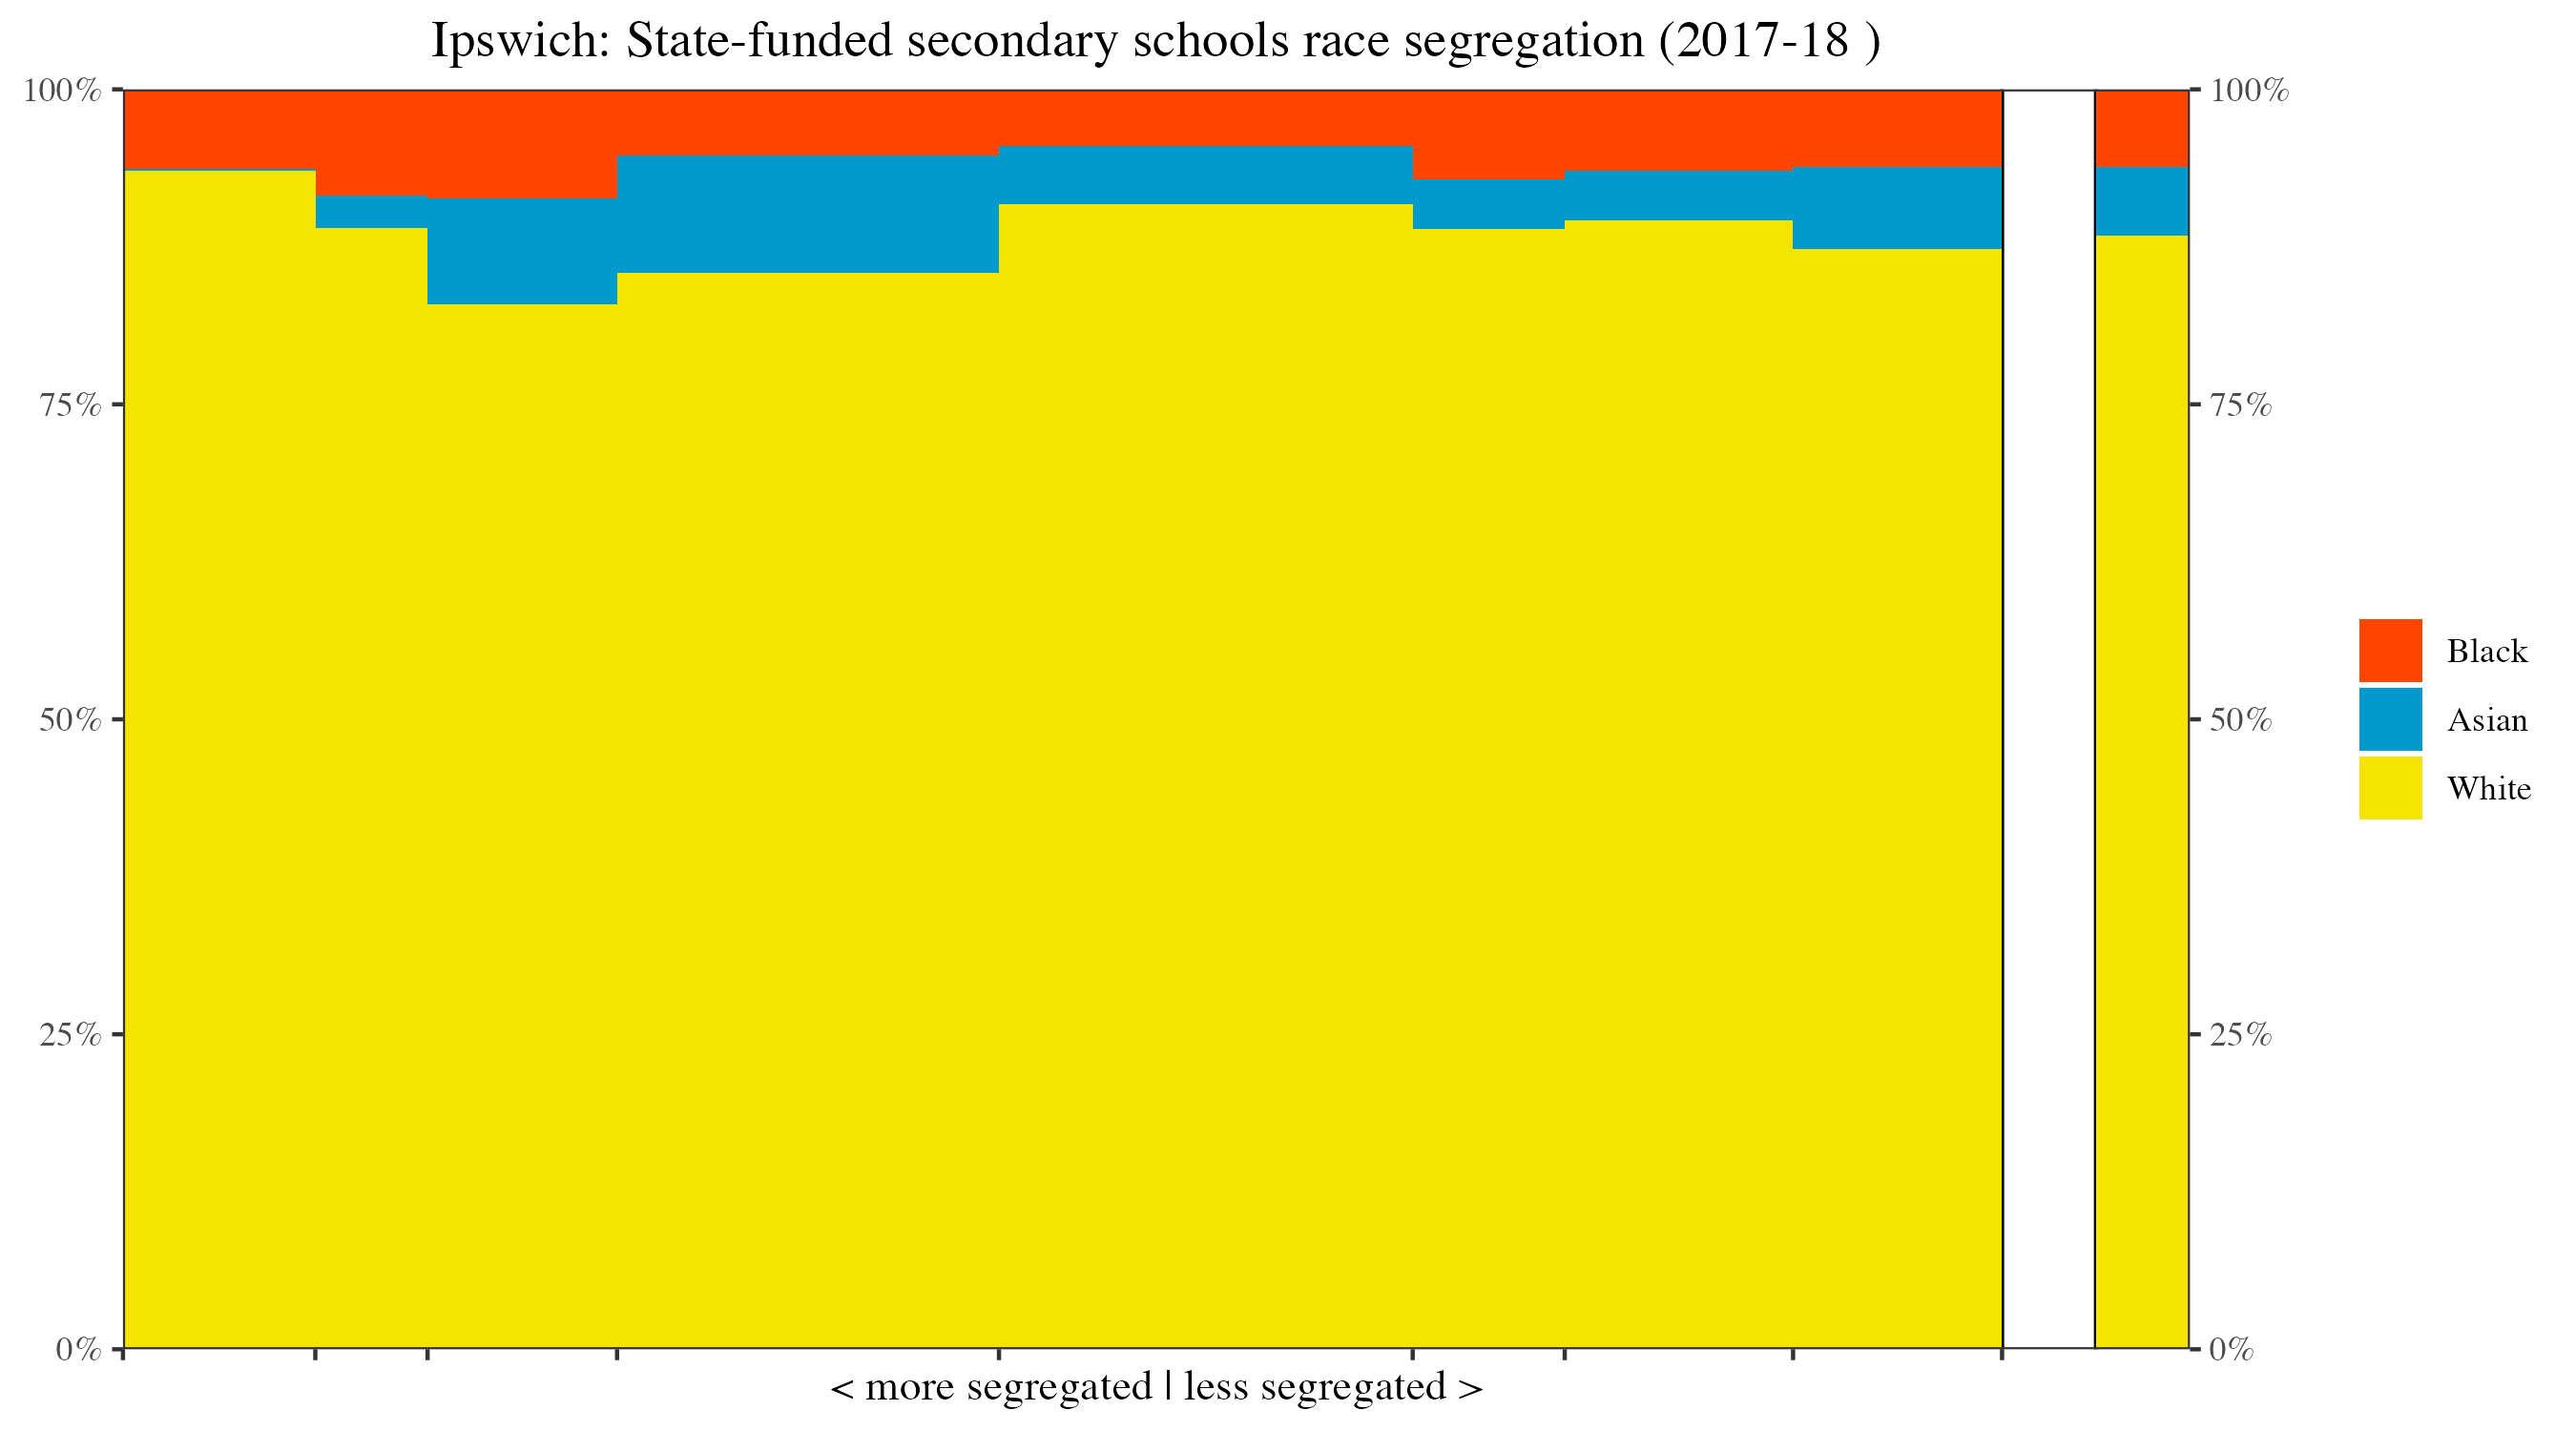 Ipswich: State-funded secondary schools race segregation (2017-18 )
100%
75%
50%
25%
0%
100%
75%
50%
25%
0%
Black
Asian
White
< more segregated | less segregated >